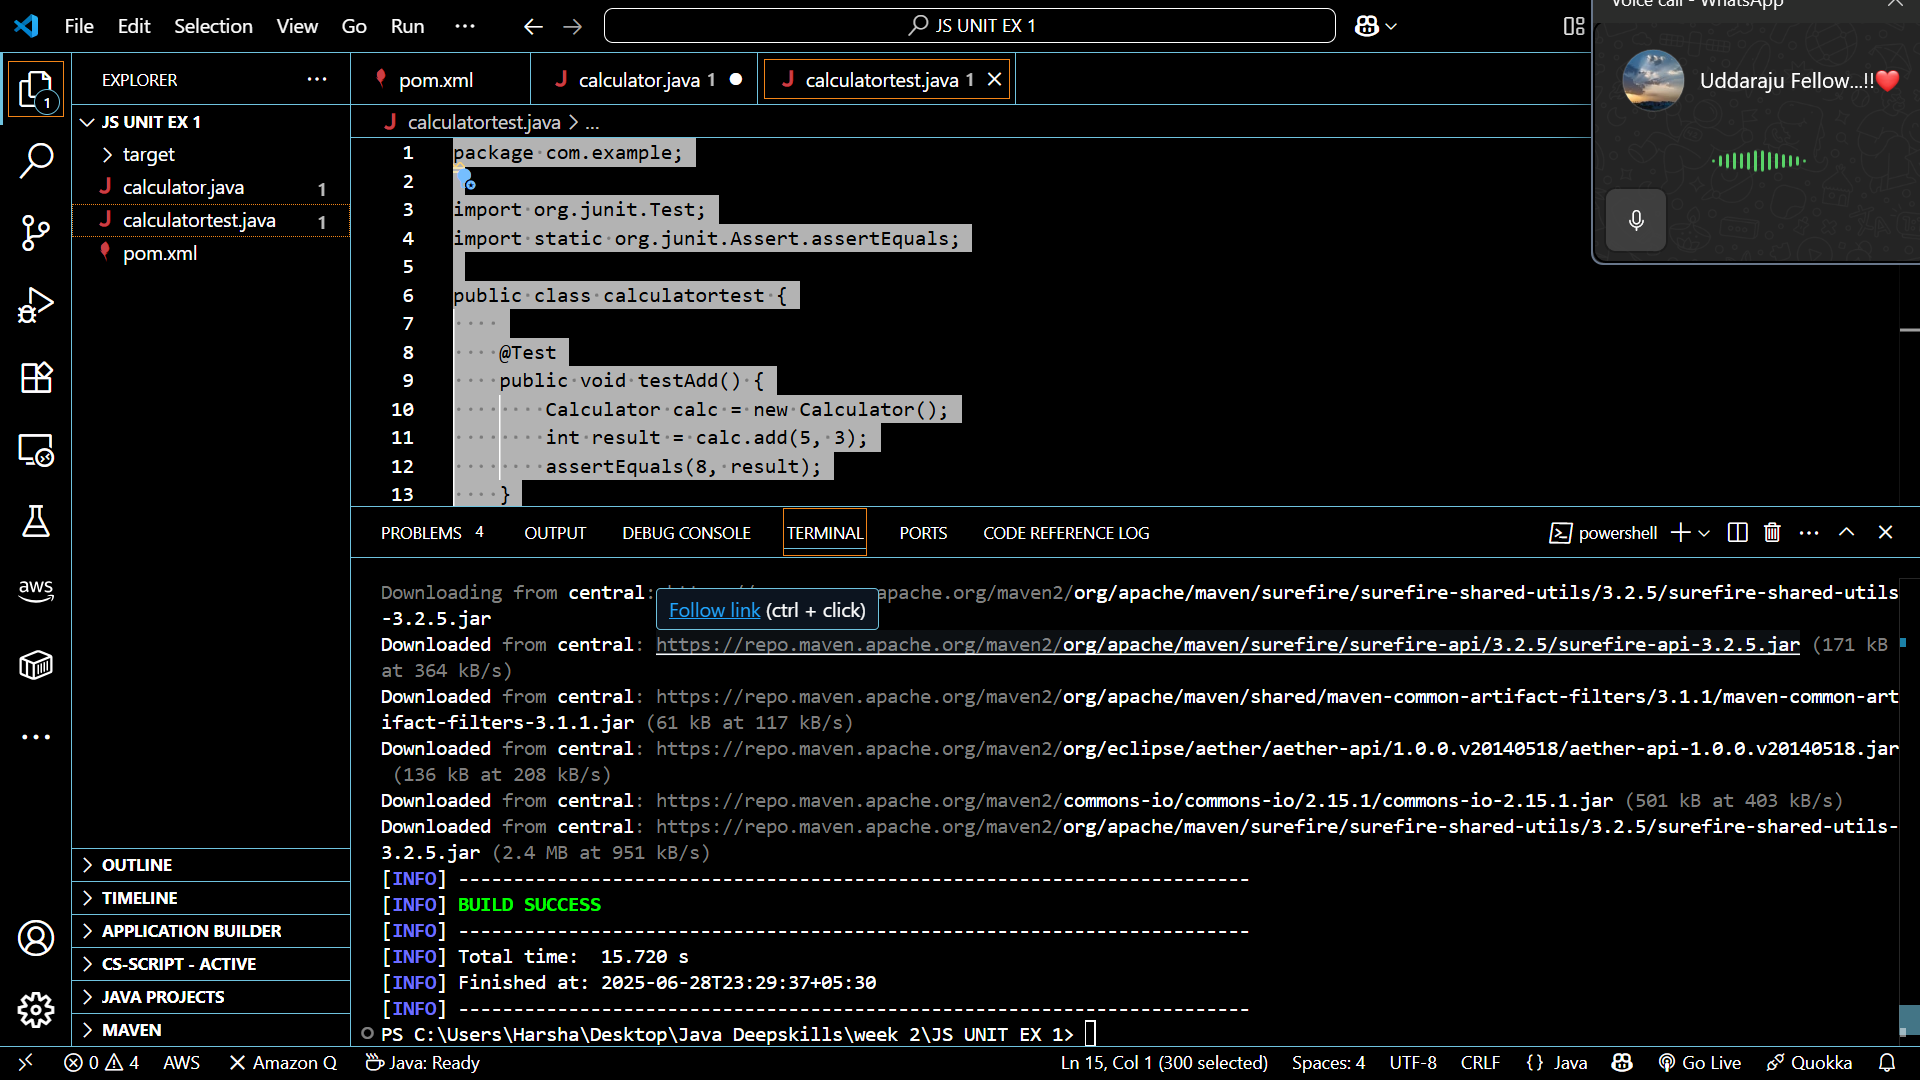 File Edit Selection View Go Run ...
JS UNIT EX 1
Voice call - WhatsApp
Uddaraju Fellow...!!❤️
EXPLORER
JS UNIT EX 1
target
calculator.java 1
calculatortest.java 1
pom.xml
1
aws
OUTLINE
TIMELINE
APPLICATION BUILDER
CS-SCRIPT - ACTIVE
JAVA PROJECTS
MAVEN
pom.xml
calculator.java 1
calculatortest.java 1
calculatortest.java > ...
1 package com.example;
2
3 import org.junit.Test;
4 import static org.junit.Assert.assertEquals;
5
6 public class calculatortest {
7
8 @Test
9 public void testAdd() {
10 Calculator calc = new Calculator();
11 int result = calc.add(5, 3);
12 assertEquals(8, result);
13 }
PROBLEMS 4 OUTPUT DEBUG CONSOLE TERMINAL PORTS CODE REFERENCE LOG
powershell
Downloading from central: apache.org/maven2/org/apache/maven/surefire/surefire-shared-utils/3.2.5/surefire-shared-utils
-3.2.5.jar
Follow link (ctrl + click)
Downloaded from central: https://repo.maven.apache.org/maven2/org/apache/maven/surefire/surefire-api/3.2.5/surefire-api-3.2.5.jar (171 kB
at 364 kB/s)
Downloaded from central: https://repo.maven.apache.org/maven2/org/apache/maven/shared/maven-common-artifact-filters/3.1.1/maven-common-art
ifact-filters-3.1.1.jar (61 kB at 117 kB/s)
Downloaded from central: https://repo.maven.apache.org/maven2/org/eclipse/aether/aether-api/1.0.0.v20140518/aether-api-1.0.0.v20140518.jar
(136 kB at 208 kB/s)
Downloaded from central: https://repo.maven.apache.org/maven2/commons-io/commons-io/2.15.1/commons-io-2.15.1.jar (501 kB at 403 kB/s)
Downloaded from central: https://repo.maven.apache.org/maven2/org/apache/maven/surefire/surefire-shared-utils/3.2.5/surefire-shared-utils-
3.2.5.jar (2.4 MB at 951 kB/s)
[INFO] ------------------------------------------------------------------------
[INFO] BUILD SUCCESS
[INFO] ------------------------------------------------------------------------
[INFO] Total time:  15.720 s
[INFO] Finished at: 2025-06-28T23:29:37+05:30
[INFO] ------------------------------------------------------------------------
PS C:\Users\Harsha\Desktop\Java Deepskills\week 2\JS UNIT EX 1>
0 4 AWS Amazon Q Java: Ready
Ln 15, Col 1 (300 selected) Spaces: 4 UTF-8 CRLF {} Java Go Live Quokka